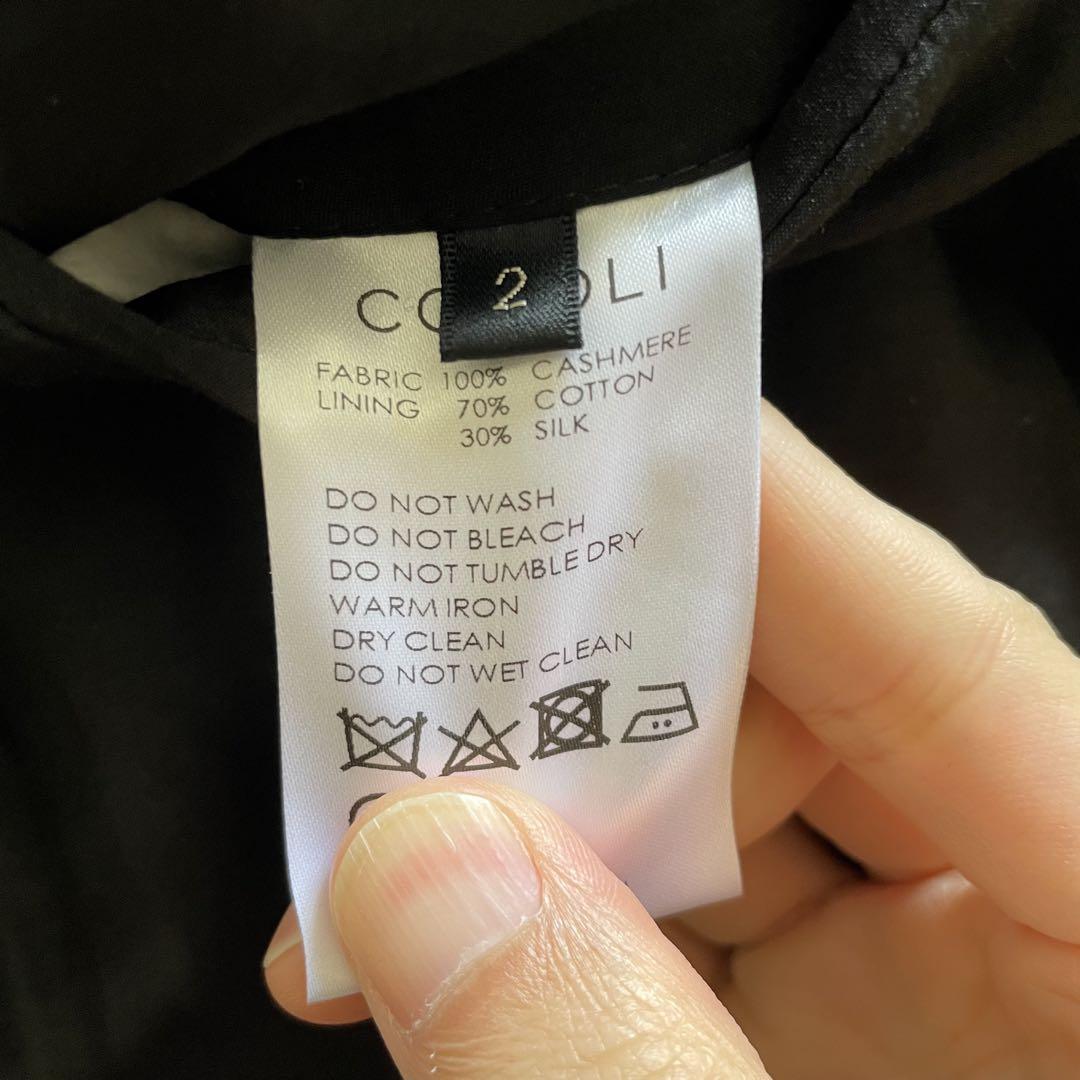 2
FABRIC 100% CASHMERE
LINING 70% COTTON
30% SILK
DO NOT WASH
DO NOT BLEACH
DO NOT TUMBLE DRY
WARM IRON
DRY CLEAN
DO NOT WET CLEAN